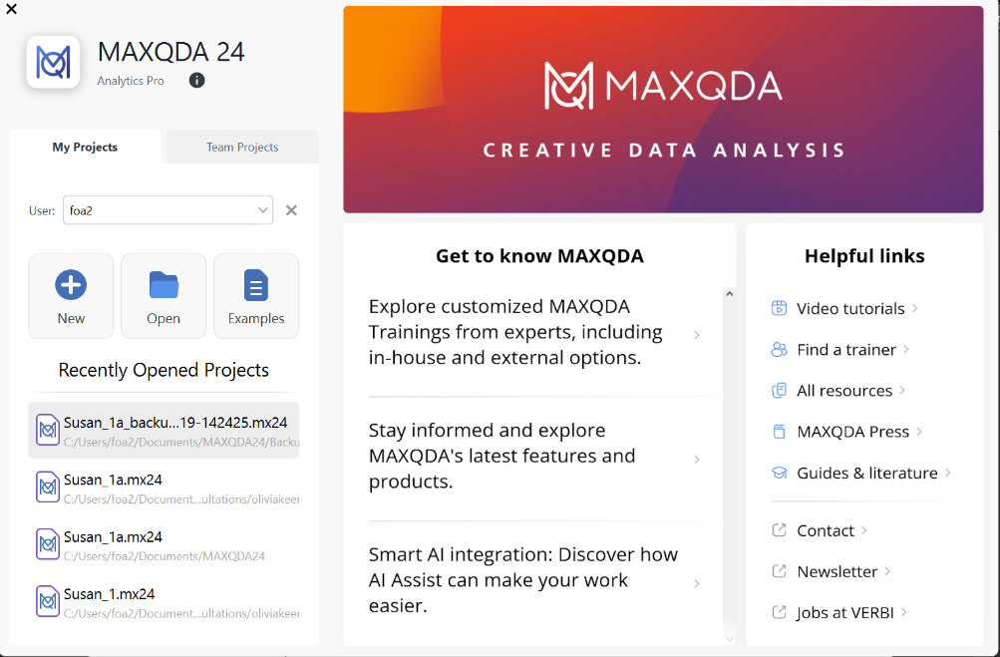 MAXQDA 24
Analytics Pro
My Projects
Team Projects
User:
foa2
New
Open
Examples
Recently Opened Projects
Susan_1a_backu...19-142425.mx24
C:/Users/foa2/Documents/MAXQDA24/Backu
Susan_1a.mx24
C:/Users/foa2/Document...ultations/oliviakeer
Susan_1a.mx24
C:/Users/foa2/Documents/MAXQDA24
Susan_1.mx24
C:/Users/foa2/Document...ultations/oliviakeer
MAXQDA
CREATIVE DATA ANALYSIS
Get to know MAXQDA
Explore customized MAXQDA
Trainings from experts, including
in-house and external options.
Stay informed and explore
MAXQDA's latest features and
products.
Smart AI integration: Discover how
AI Assist can make your work
easier.
Helpful links
Video tutorials
Find a trainer
All resources
MAXQDA Press
Guides & literature
Contact
Newsletter
Jobs at VERBI